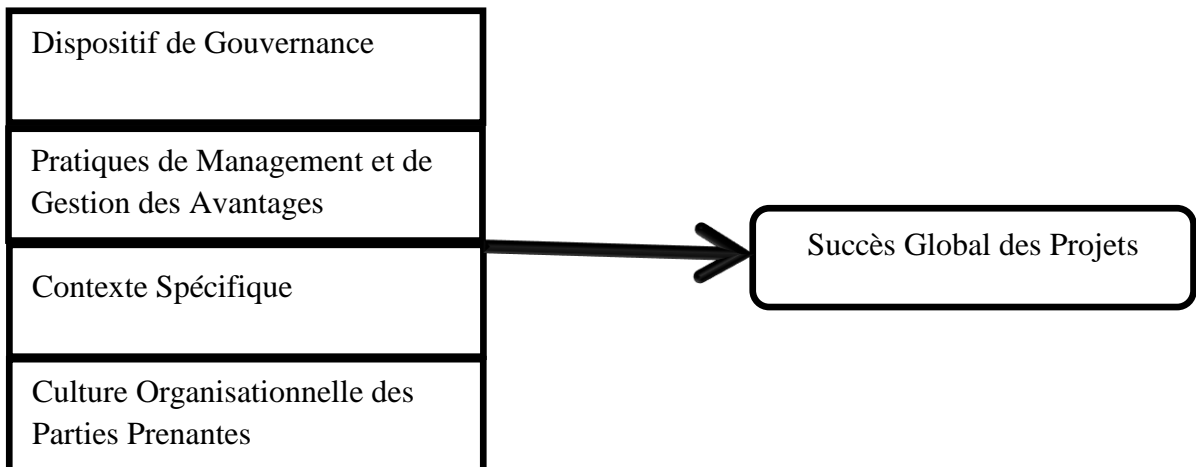 Dispositif de Gouvernance
Pratiques de Management et de
Gestion des Avantages
Contexte Spécifique
Culture Organisationnelle des
Parties Prenantes
Succès Global des Projets